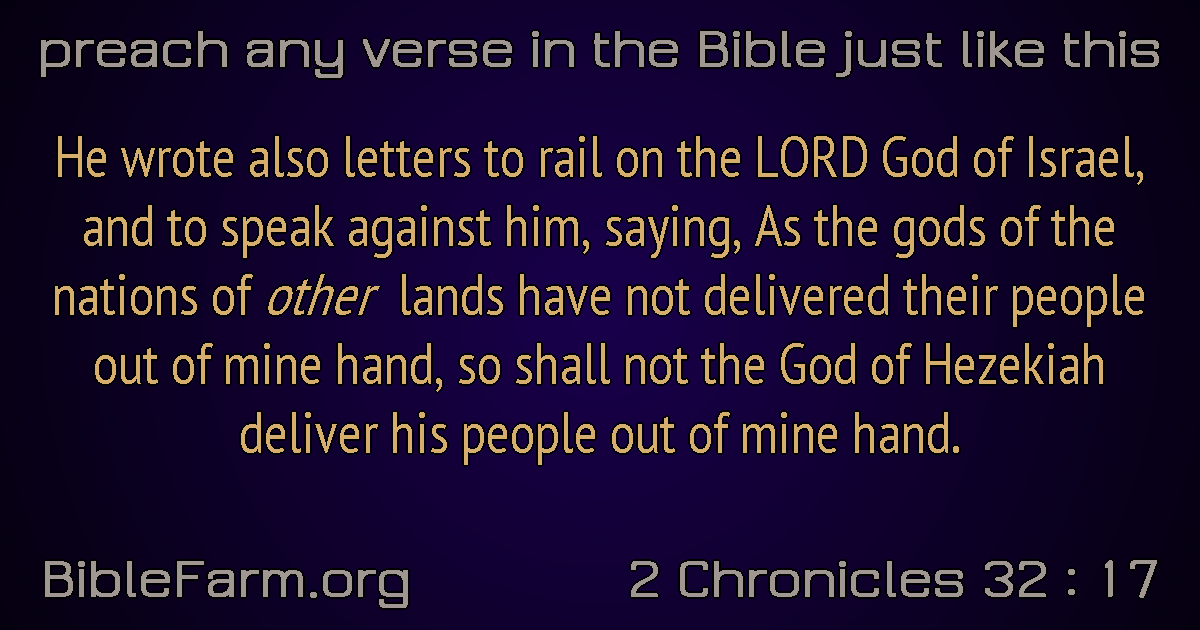 preach any verse in the Bible just like this
He wrote also letters to rail on the LORD God of Israel,
and to speak against him, saying, As the gods of the
nations of other lands have not delivered their people
out of mine hand, so shall not the God of Hezekiah
deliver his people out of mine hand.
BibleFarm.org
2 Chronicles 32 : 17